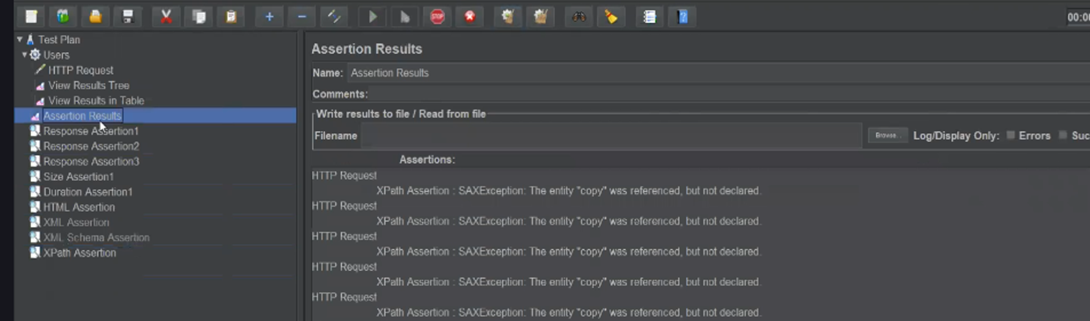 00:00
Test Plan
Users
HTTP Request
View Results Tree
View Results in Table
Assertion Results
Response Assertion1
Response Assertion2
Response Assertion3
Size Assertion1
Duration Assertion1
HTML Assertion
XML Assertion
XML Schema Assertion
XPath Assertion
Assertion Results
Name: Assertion Results
Comments:
Write results to file / Read from file
Filename Browse... Log/Display Only: Errors Suc
Assertions:
HTTP Request
XPath Assertion : SAXException: The entity "copy" was referenced, but not declared.
HTTP Request
XPath Assertion : SAXException: The entity "copy" was referenced, but not declared.
HTTP Request
XPath Assertion : SAXException: The entity "copy" was referenced, but not declared.
HTTP Request
XPath Assertion : SAXException: The entity "copy" was referenced, but not declared.
HTTP Request
XPath Assertion : SAXException: The entity "copy" was referenced, but not declared.